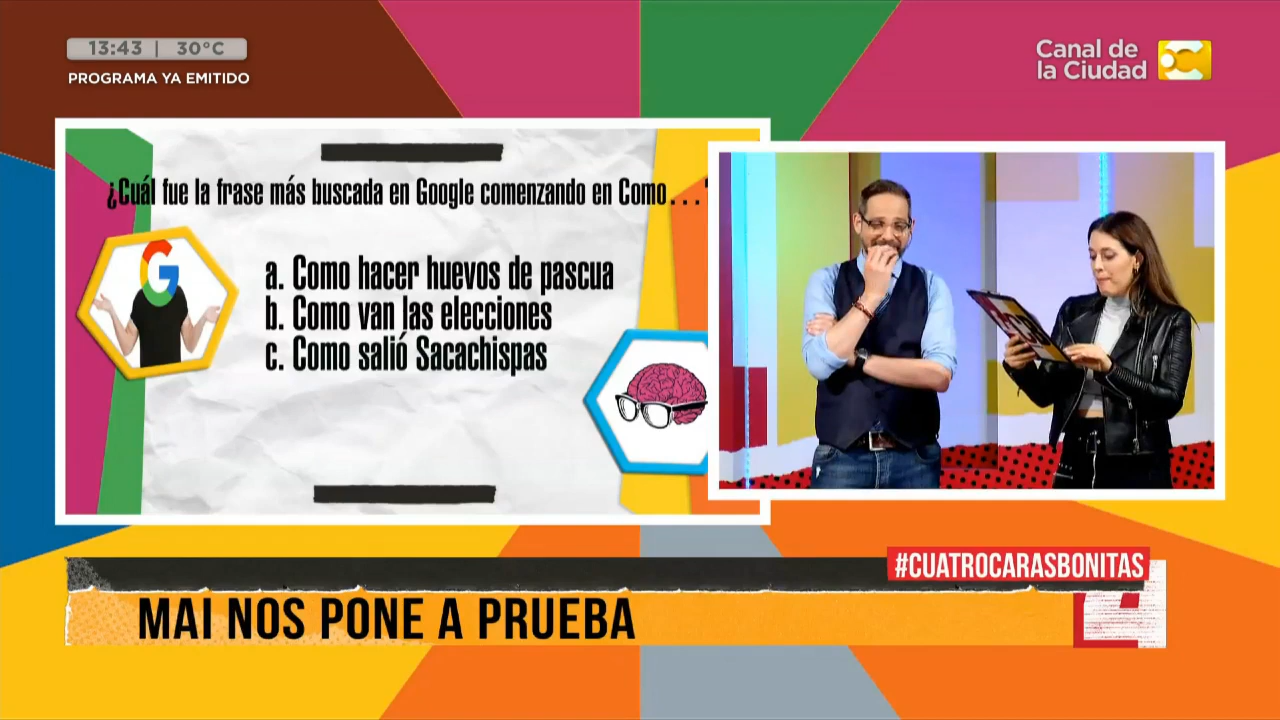 13:43 | 30°C
PROGRAMA YA EMITIDO
Canal de
la Ciudad
¿Cuál fue la frase más buscada en Google comenzando en Como...
a. Como hacer huevos de pascua
b. Como van las elecciones
c. Como salió Sacachispas
#CUATROCARASBONITAS
MAI NOS PONE A PRUEBA